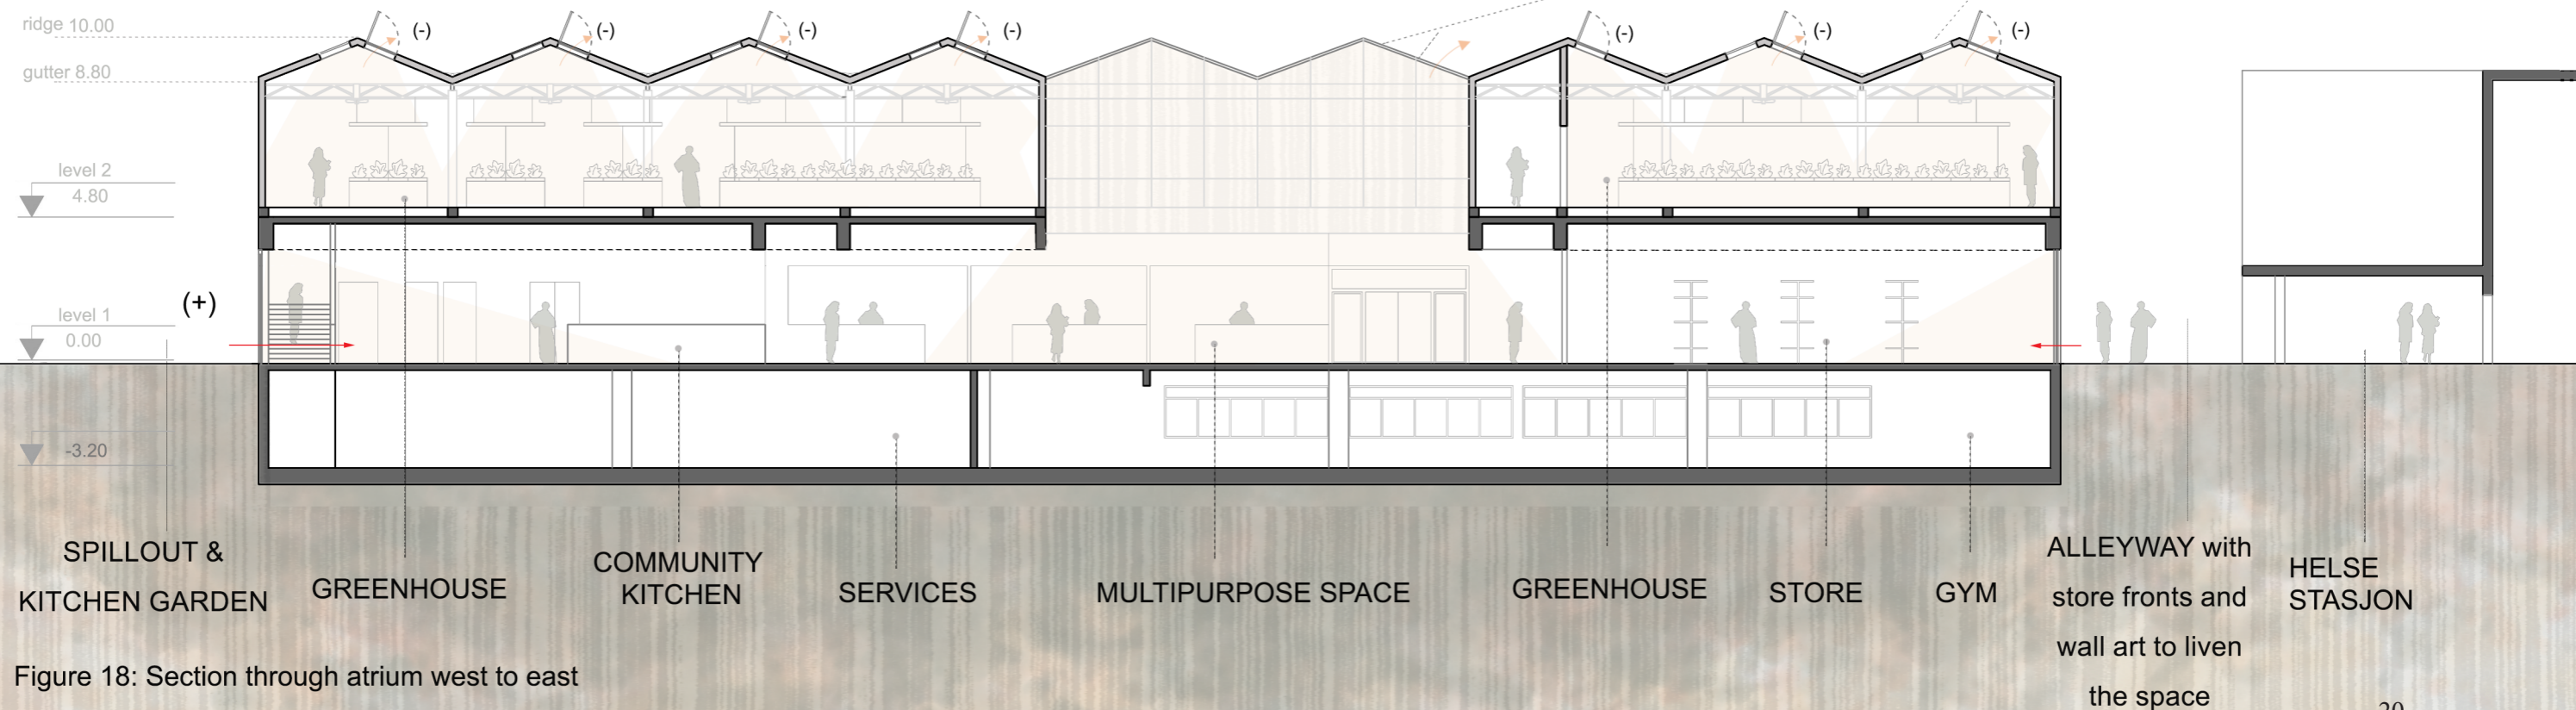 ridge 10.00
(-)
(-)
(-)
(-)
(-)
(-)
(-)
gutter 8.80
level 2
4.80
(+)
level 1
0.00
-3.20
SPILLOUT &
KITCHEN GARDEN
GREENHOUSE
COMMUNITY
KITCHEN
SERVICES
MULTIPURPOSE SPACE
GREENHOUSE
STORE
GYM
ALLEYWAY with
store fronts and
wall art to liven
the space
HELSE
STASJON
Figure 18: Section through atrium west to east